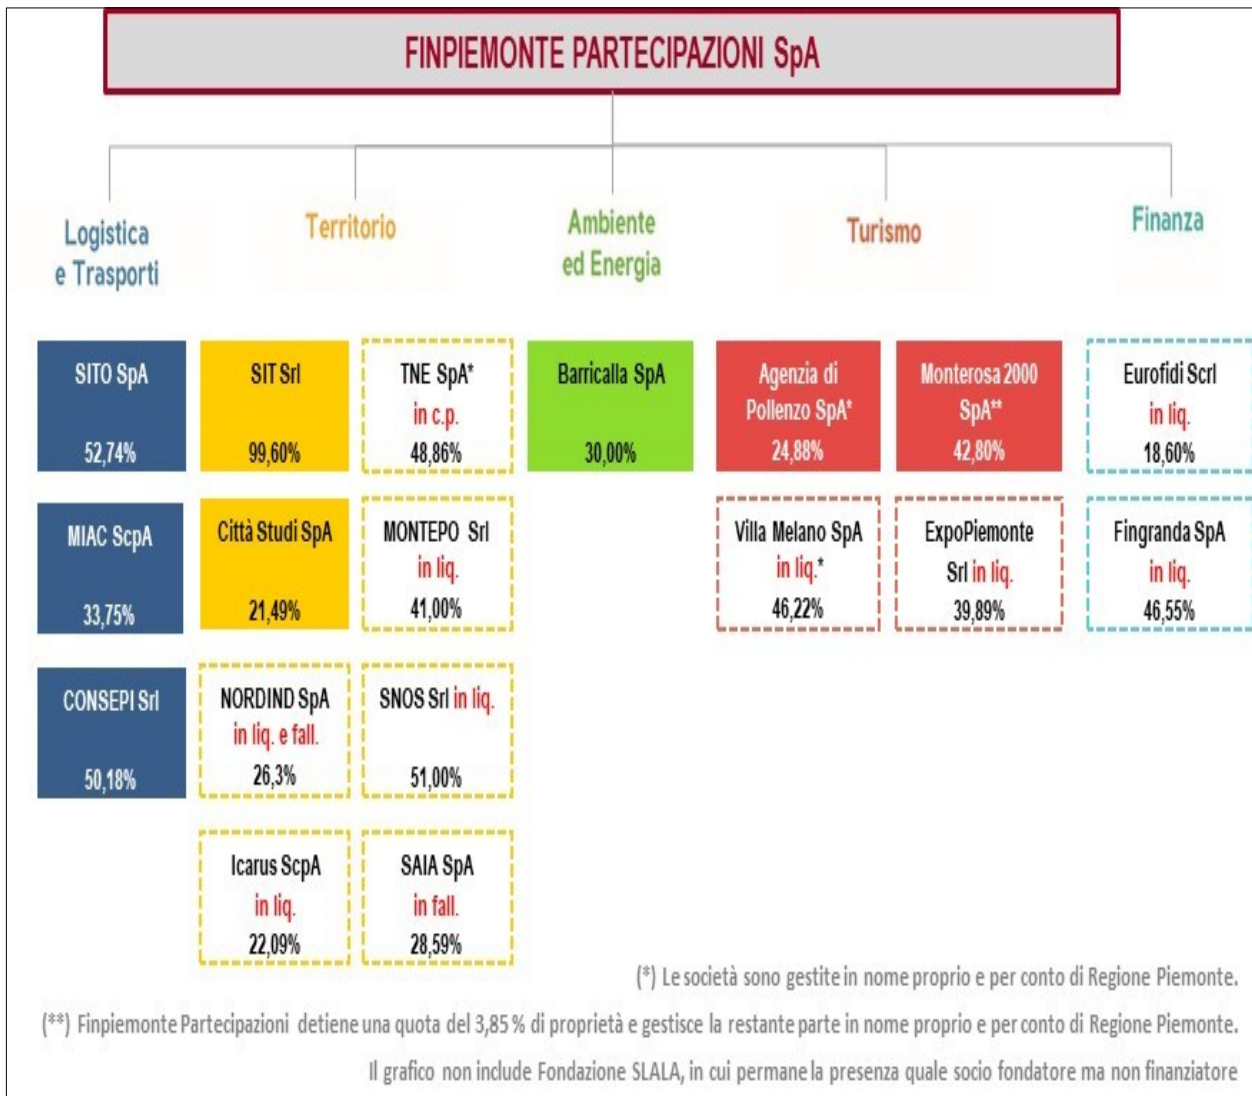 FINPIEMONTE PARTECIPAZIONI SpA
Logistica
e Trasporti
Territorio
Ambiente
ed Energia
Turismo
Finanza
SITO SpA
52,74%
SIT Srl
99,60%
TNE SpA*
in c.p.
48,86%
Barricalla SpA
30,00%
Agenzia di
Pollenzo SpA*
24,88%
Monterosa 2000
SpA**
42,80%
Eurofidi Scrl
in liq.
18,60%
MIAC ScpA
33,75%
Città Studi SpA
21,49%
MONTEPO Srl
in liq.
41,00%
Villa Melano SpA
in liq.*
46,22%
ExpoPiemonte
Srl in liq.
39,89%
Fingranda SpA
in liq.
46,55%
CONSEPI Srl
50,18%
NORDIND SpA
in liq. e fall.
26,3%
SNOS Srl in liq.
51,00%
Icarus ScpA
in liq.
22,09%
SAIA SpA
in fall.
28,59%
(*) Le società sono gestite in nome proprio e per conto di Regione Piemonte.
(**) Finpiemonte Partecipazioni detiene una quota del 3,85 % di proprietà e gestisce la restante parte in nome proprio e per conto di Regione Piemonte.
Il grafico non include Fondazione SLALA, in cui permane la presenza quale socio fondatore ma non finanziatore